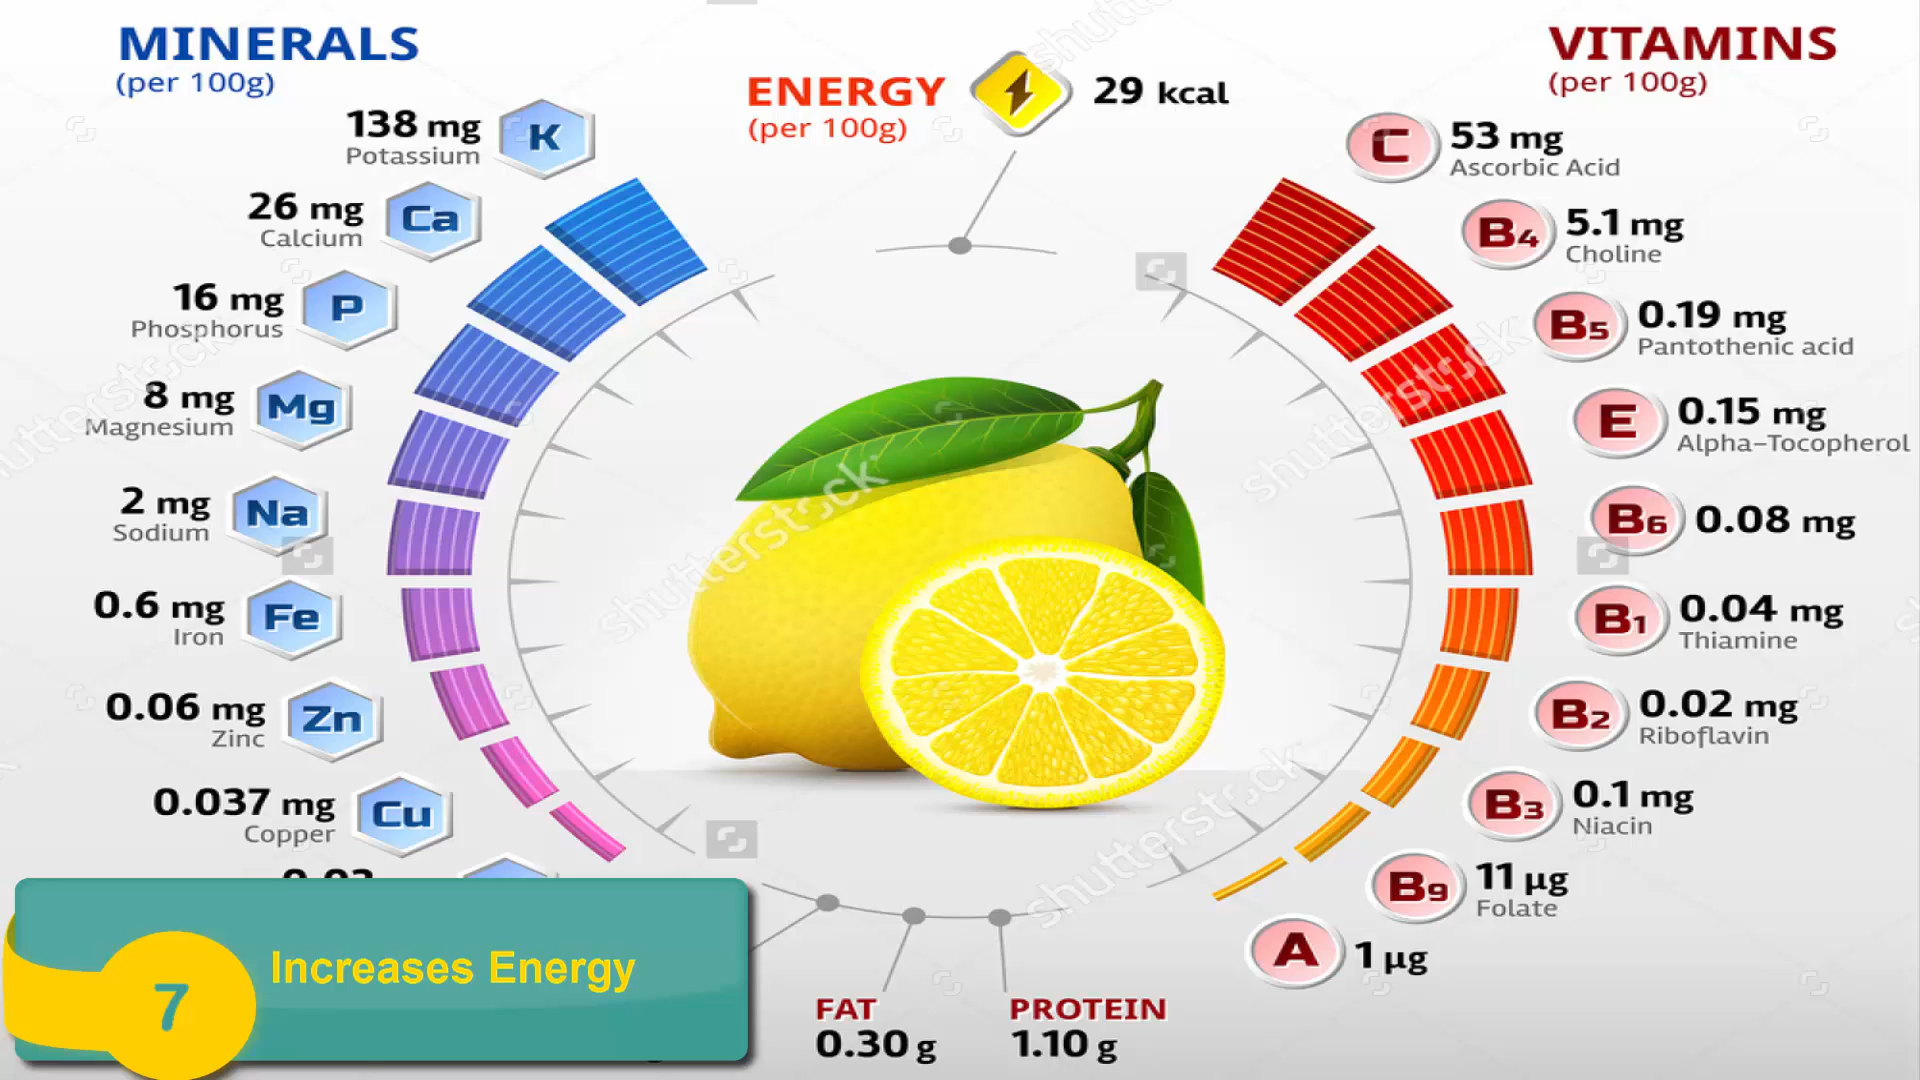 MINERALS
(per 100g)
138 mg
Potassium
K
26 mg
Calcium
Ca
16 mg
Phosphorus
P
8 mg
Magnesium
Mg
2 mg
Sodium
Na
0.6 mg
Iron
Fe
0.06 mg
Zinc
Zn
0.037 mg
Copper
Cu
ENERGY
(per 100g)
29 kcal
VITAMINS
(per 100g)
C
53 mg
Ascorbic Acid
B4
5.1 mg
Choline
B5
0.19 mg
Pantothenic acid
E
0.15 mg
Alpha-Tocopherol
B6
0.08 mg
B1
0.04 mg
Thiamine
B2
0.02 mg
Riboflavin
B3
0.1 mg
Niacin
B9
11 µg
Folate
A
1 µg
FAT
0.30 g
PROTEIN
1.10 g
7
Increases Energy
shutterstock
shutterstock
shutterstock
shutterstock
shutterstock